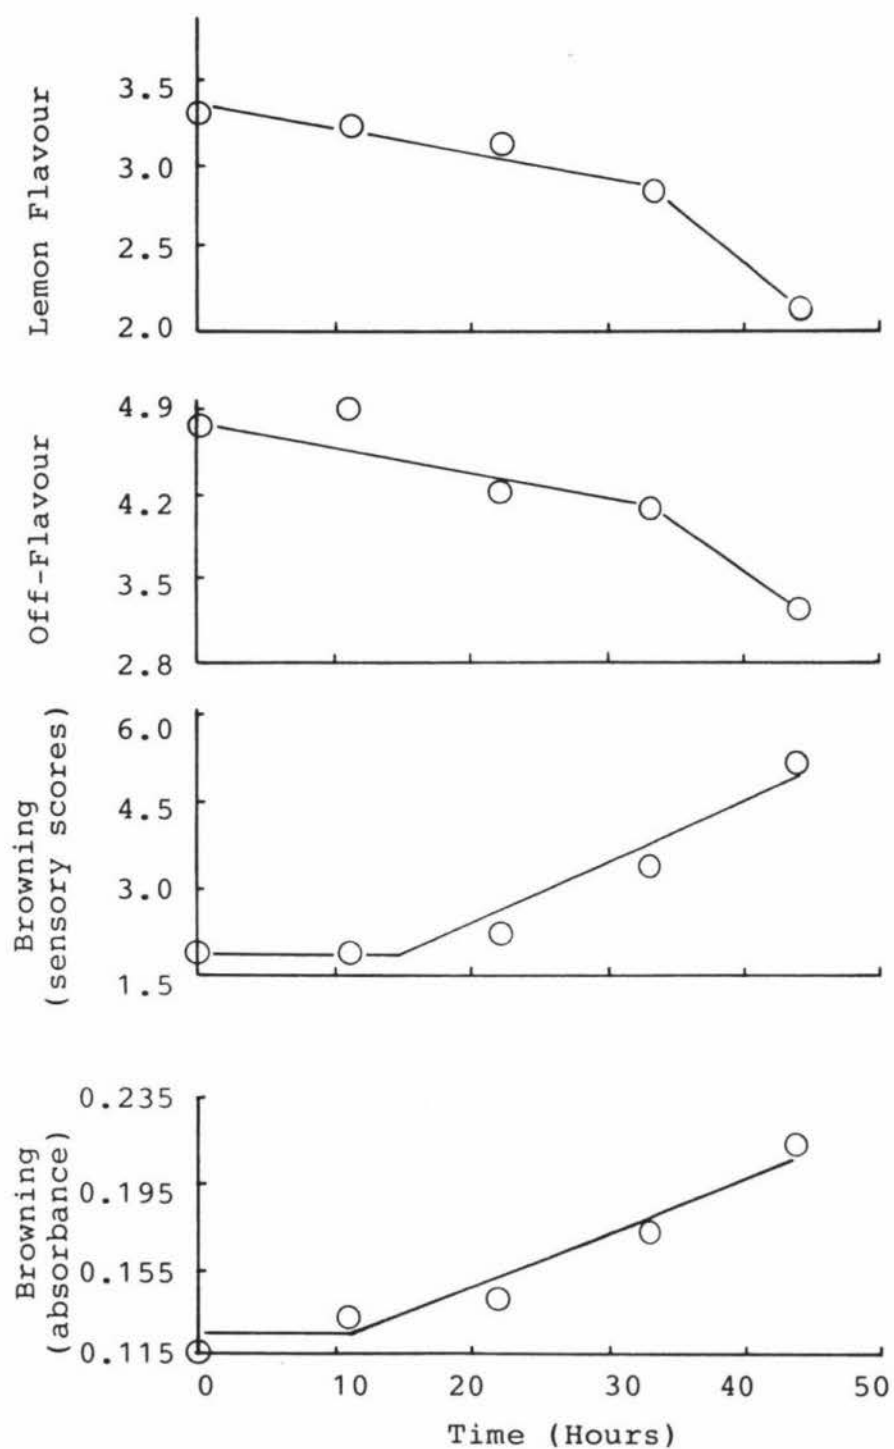 Lemon Flavour
3.5
3.0
2.5
2.0
Off-Flavour
4.9
4.2
3.5
2.8
Browning
(sensory scores)
6.0
4.5
3.0
1.5
Browning
(absorbance)
0.235
0.195
0.155
0.115
0 10 20 30 40 50
Time (Hours)